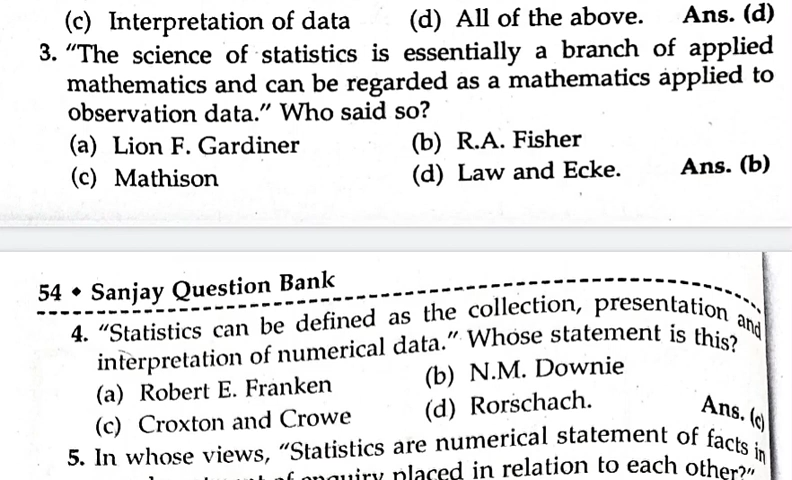 (c) Interpretation of data (d) All of the above. Ans. (d)
3. "The science of statistics is essentially a branch of applied
mathematics and can be regarded as a mathematics applied to
observation data." Who said so?
(a) Lion F. Gardiner (b) R.A. Fisher
(c) Mathison (d) Law and Ecke. Ans. (b)
54 • Sanjay Question Bank
4. "Statistics can be defined as the collection, presentation and
interpretation of numerical data." Whose statement is this?
(a) Robert E. Franken (b) N.M. Downie
(c) Croxton and Crowe (d) Rorschach. Ans. (c)
5. In whose views, "Statistics are numerical statement of facts in
enquiry placed in relation to each other?"